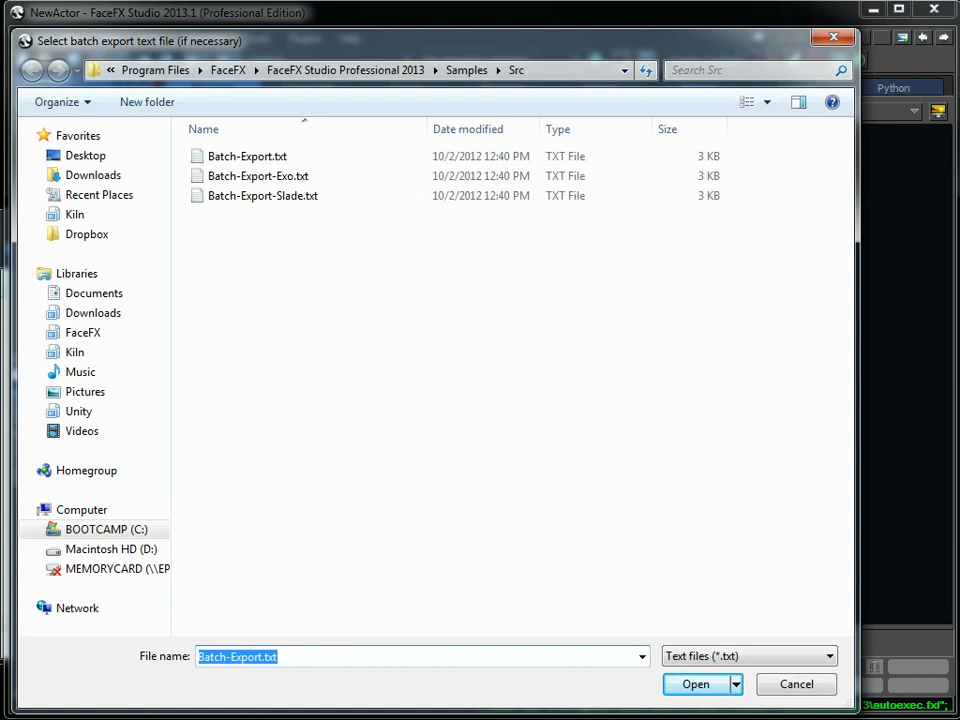 NewActor - FaceFX Studio 2013.1 (Professional Edition)
Select batch export text file (if necessary)
« Program Files FaceFX FaceFX Studio Professional 2013 Samples Src
Search Src
Python
Organize New folder
Name Date modified Type Size
Favorites
Desktop
Downloads
Recent Places
Kiln
Dropbox
Libraries
Documents
Downloads
FaceFX
Kiln
Music
Pictures
Unity
Videos
Homegroup
Computer
BOOTCAMP (C:)
Macintosh HD (D:)
MEMORYCARD (\\EP
Network
Batch-Export.txt 10/2/2012 12:40 PM TXT File 3 KB
Batch-Export-Exo.txt 10/2/2012 12:40 PM TXT File 3 KB
Batch-Export-Slade.txt 10/2/2012 12:40 PM TXT File 3 KB
File name: Batch-Export.txt
Text files (*.txt)
Open Cancel
3\autoexec.fxl";